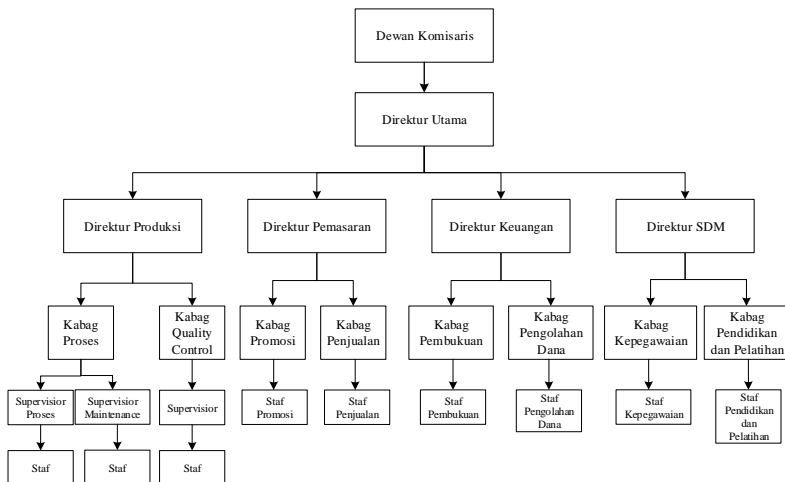 Dewan Komisaris
Direktur Utama
Direktur Produksi
Direktur Pemasaran
Direktur Keuangan
Direktur SDM
Kabag
Proses
Kabag
Quality
Control
Kabag
Promosi
Kabag
Penjualan
Kabag
Pembukuan
Kabag
Pengolahan
Dana
Kabag
Kepegawaian
Kabag
Pendidikan
dan Pelatihan
Supervisior
Proses
Supervisior
Maintenance
Supervisior
Staf
Promosi
Staf
Penjualan
Staf
Pembukuan
Staf
Pengolahan
Dana
Staf
Kepegawaian
Staf
Pendidikan
dan
Pelatihan
Staf
Staf
Staf